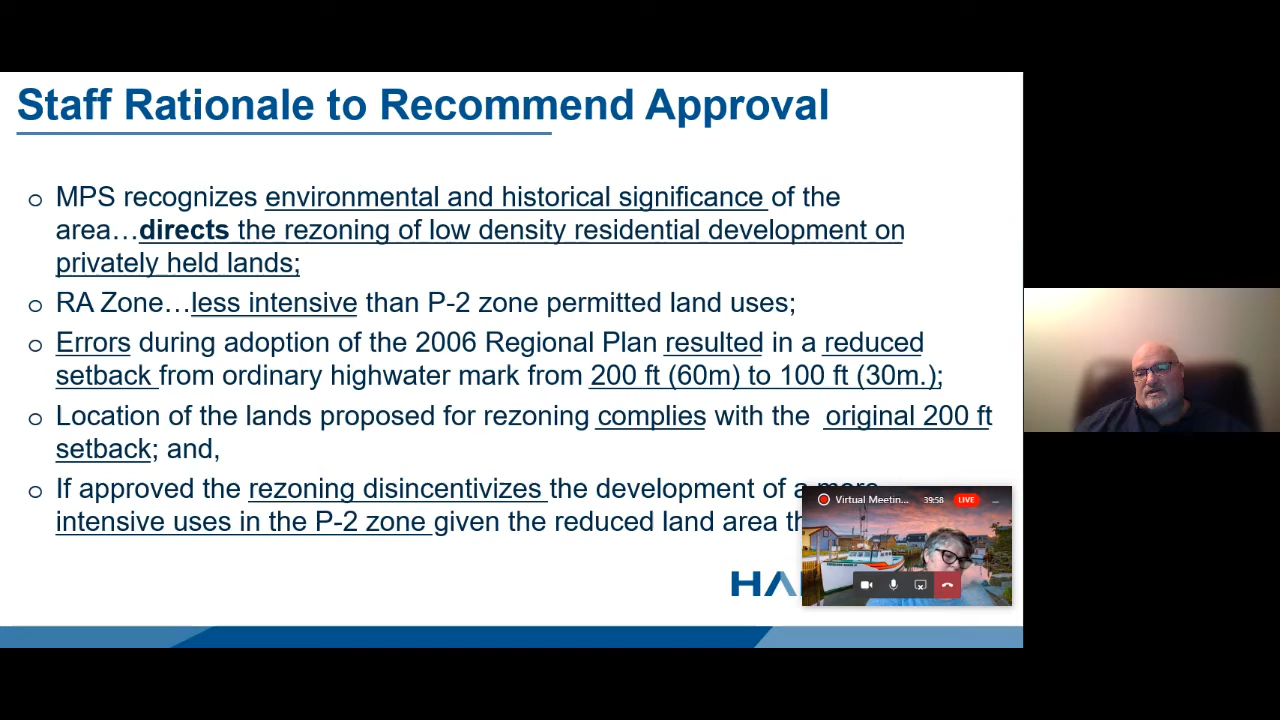 Staff Rationale to Recommend Approval
o MPS recognizes environmental and historical significance of the
area…directs the rezoning of low density residential development on
privately held lands;
o RA Zone…less intensive than P-2 zone permitted land uses;
o Errors during adoption of the 2006 Regional Plan resulted in a reduced
setback from ordinary highwater mark from 200 ft (60m) to 100 ft (30m.);
o Location of the lands proposed for rezoning complies with the original 200 ft
setback; and,
o If approved the rezoning disincentivizes the development of a more
intensive uses in the P-2 zone given the reduced land area
Virtual Meetin... 39:58 LIVE